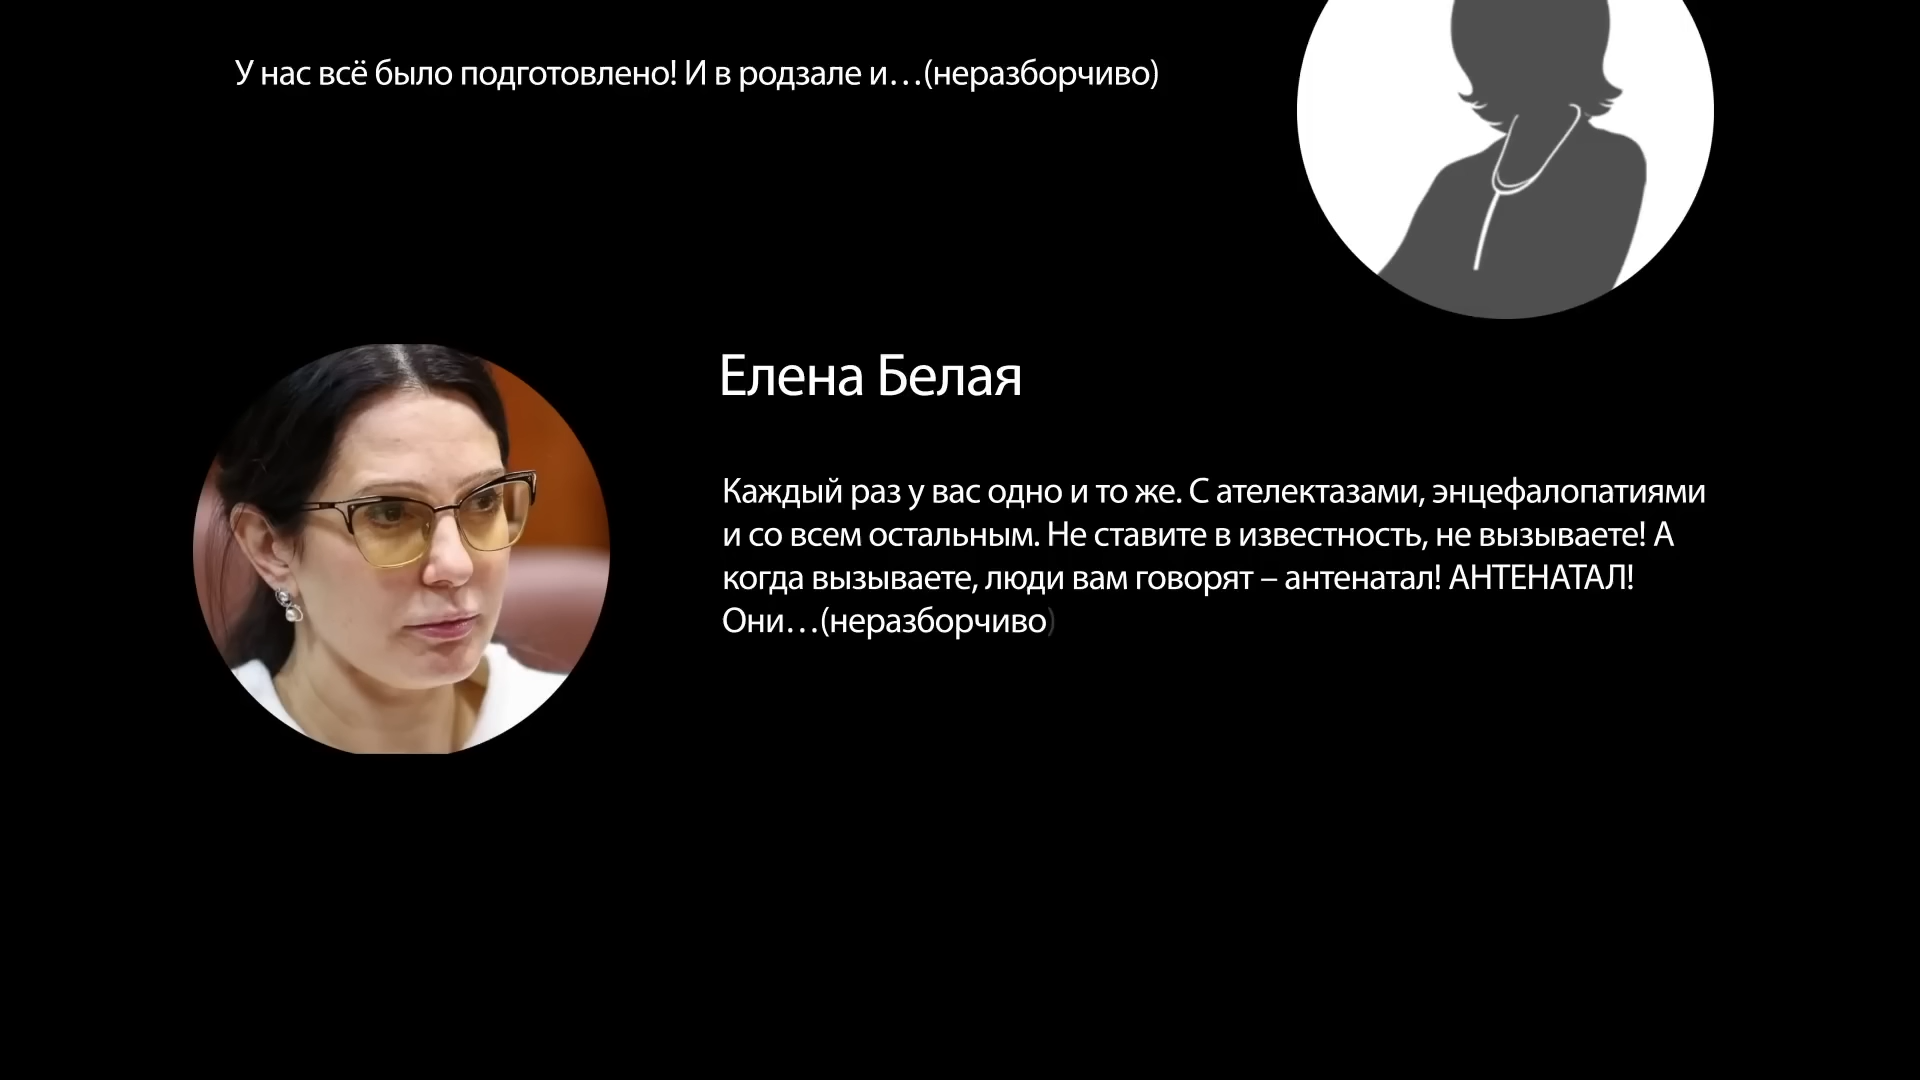 У нас всё было подготовлено! И в родзале и…(неразборчиво)
Елена Белая
Каждый раз у вас одно и то же. С ателектазами, энцефалопатиями
и со всем остальным. Не ставите в известность, не вызываете! А
когда вызываете, люди вам говорят – антенатал! АНТЕНАТАЛ!
Они…(неразборчиво)